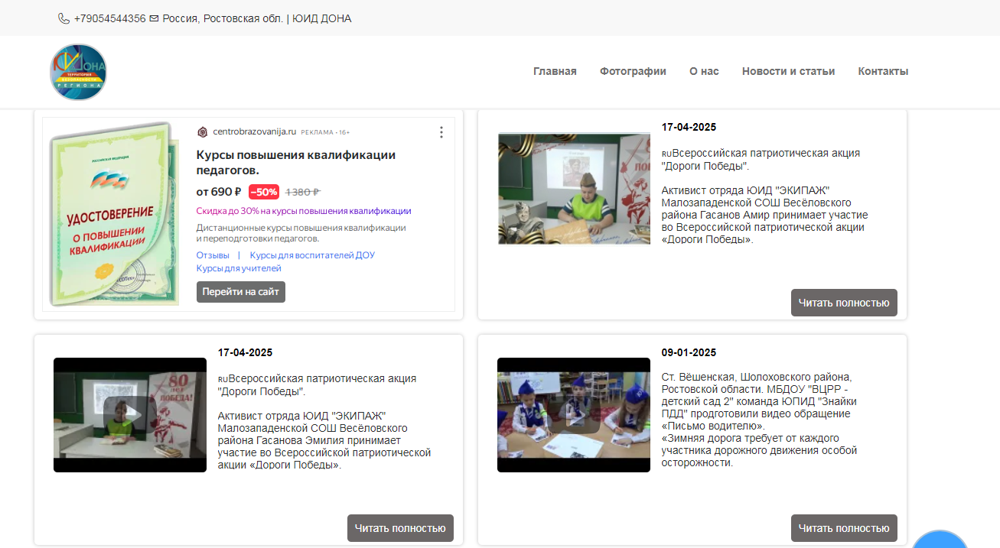 +79054544356 Россия, Ростовская обл. | ЮИД ДОНА
ЮИД ДОНА
ТЕРРИТОРИЯ
БЕЗОПАСНОСТИ
РЕГИОНА
Главная Фотографии О нас Новости и статьи Контакты
РОССИЙСКАЯ ФЕДЕРАЦИЯ
УДОСТОВЕРЕНИЕ
О ПОВЫШЕНИИ
КВАЛИФИКАЦИИ
centrobrazovanija.ru РЕКЛАМА • 16+
Курсы повышения квалификации
педагогов.
от 690 ₽ –50% 1 380 ₽
Скидка до 30% на курсы повышения квалификации
Дистанционные курсы повышения квалификации
и переподготовки педагогов.
Отзывы | Курсы для воспитателей ДОУ
Курсы для учителей
Перейти на сайт
17-04-2025
RUВсероссийская патриотическая акция
"Дороги Победы".
Активист отряда ЮИД "ЭКИПАЖ"
Малозападенской СОШ Весёловского
района Гасанов Амир принимает участие
во Всероссийской патриотической акции
«Дороги Победы».
Читать полностью
80
ЛЕТ
ПОБЕДА!
17-04-2025
RUВсероссийская патриотическая акция
"Дороги Победы".
Активист отряда ЮИД "ЭКИПАЖ"
Малозападенской СОШ Весёловского
района Гасанова Эмилия принимает
участие во Всероссийской патриотической
акции «Дороги Победы».
Читать полностью
09-01-2025
Ст. Вёшенская, Шолоховского района,
Ростовской области. МБДОУ "ВЦРР -
детский сад 2" команда ЮПИД "Знайки
ПДД" продготовили видео обращение
«Письмо водителю».
«Зимняя дорога требует от каждого
участника дорожного движения особой
осторожности.
Читать полностью